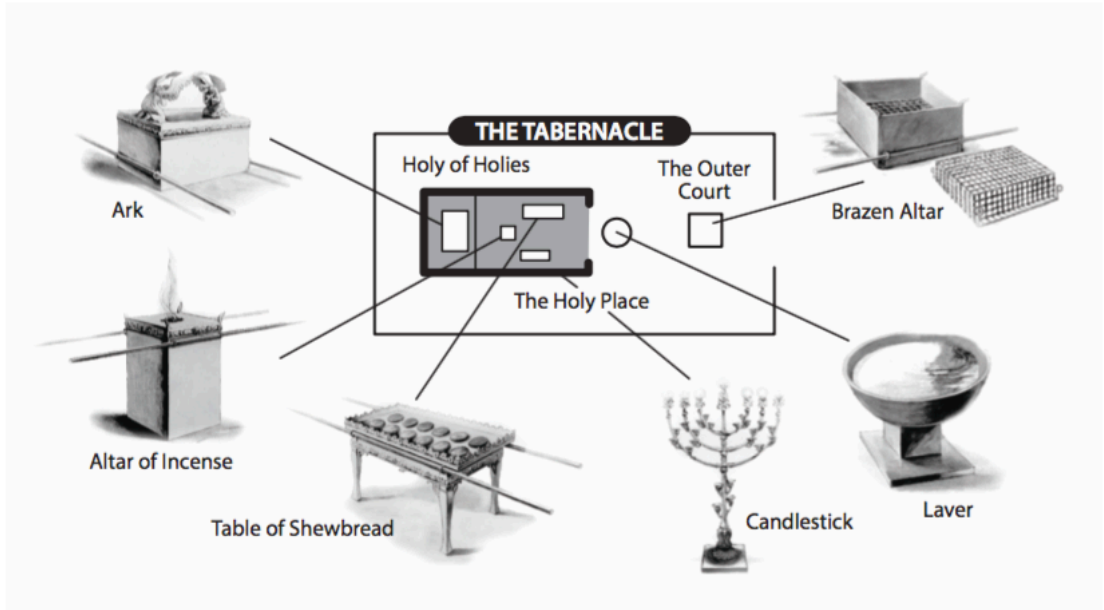 THE TABERNACLE
Holy of Holies
The Outer
Court
The Holy Place
Ark
Brazen Altar
Altar of Incense
Table of Shewbread
Candlestick
Laver